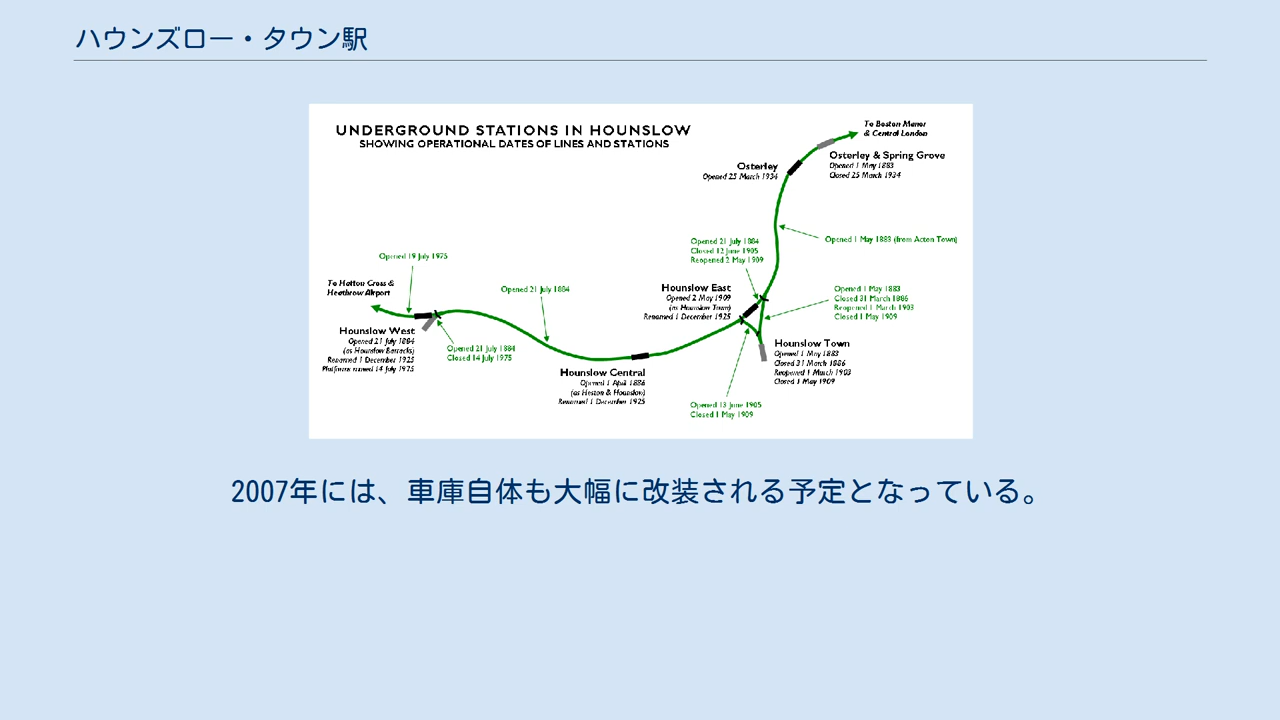 ハウンズロー・タウン駅
UNDERGROUND STATIONS IN HOUNSLOW
SHOWING OPERATIONAL DATES OF LINES AND STATIONS
To Boston Manor
& Central London
Osterley & Spring Grove
Opened 1 May 1883
Closed 25 March 1934
Osterley
Opened 25 March 1934
Opened 1 May 1883 (from Acton Town)
Opened 21 July 1884
Closed 12 June 1905
Reopened 2 May 1909
Opened 19 July 1975
To Hatton Cross &
Heathrow Airport
Opened 21 July 1884
Hounslow East
Opened 2 May 1909
(as Hounslow Town)
Renamed 1 December 1925
Opened 1 May 1883
Closed 31 March 1886
Reopened 1 March 1903
Closed 1 May 1909
Hounslow West
Opened 21 July 1884
(as Hounslow Barracks)
Renamed 1 December 1925
Platforms moved 14 July 1975
Opened 21 July 1884
Closed 14 July 1975
Hounslow Town
Opened 1 May 1883
Closed 31 March 1886
Reopened 1 March 1903
Closed 1 May 1909
Hounslow Central
Opened 1 April 1886
(as Heston & Hounslow)
Renamed 1 December 1925
Opened 13 June 1905
Closed 1 May 1909
2007年には、車庫自体も大幅に改装される予定となっている。